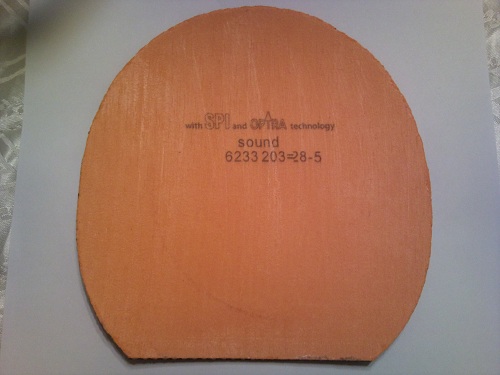 with SPI and OPTRA technology
sound
6233 203=28-5